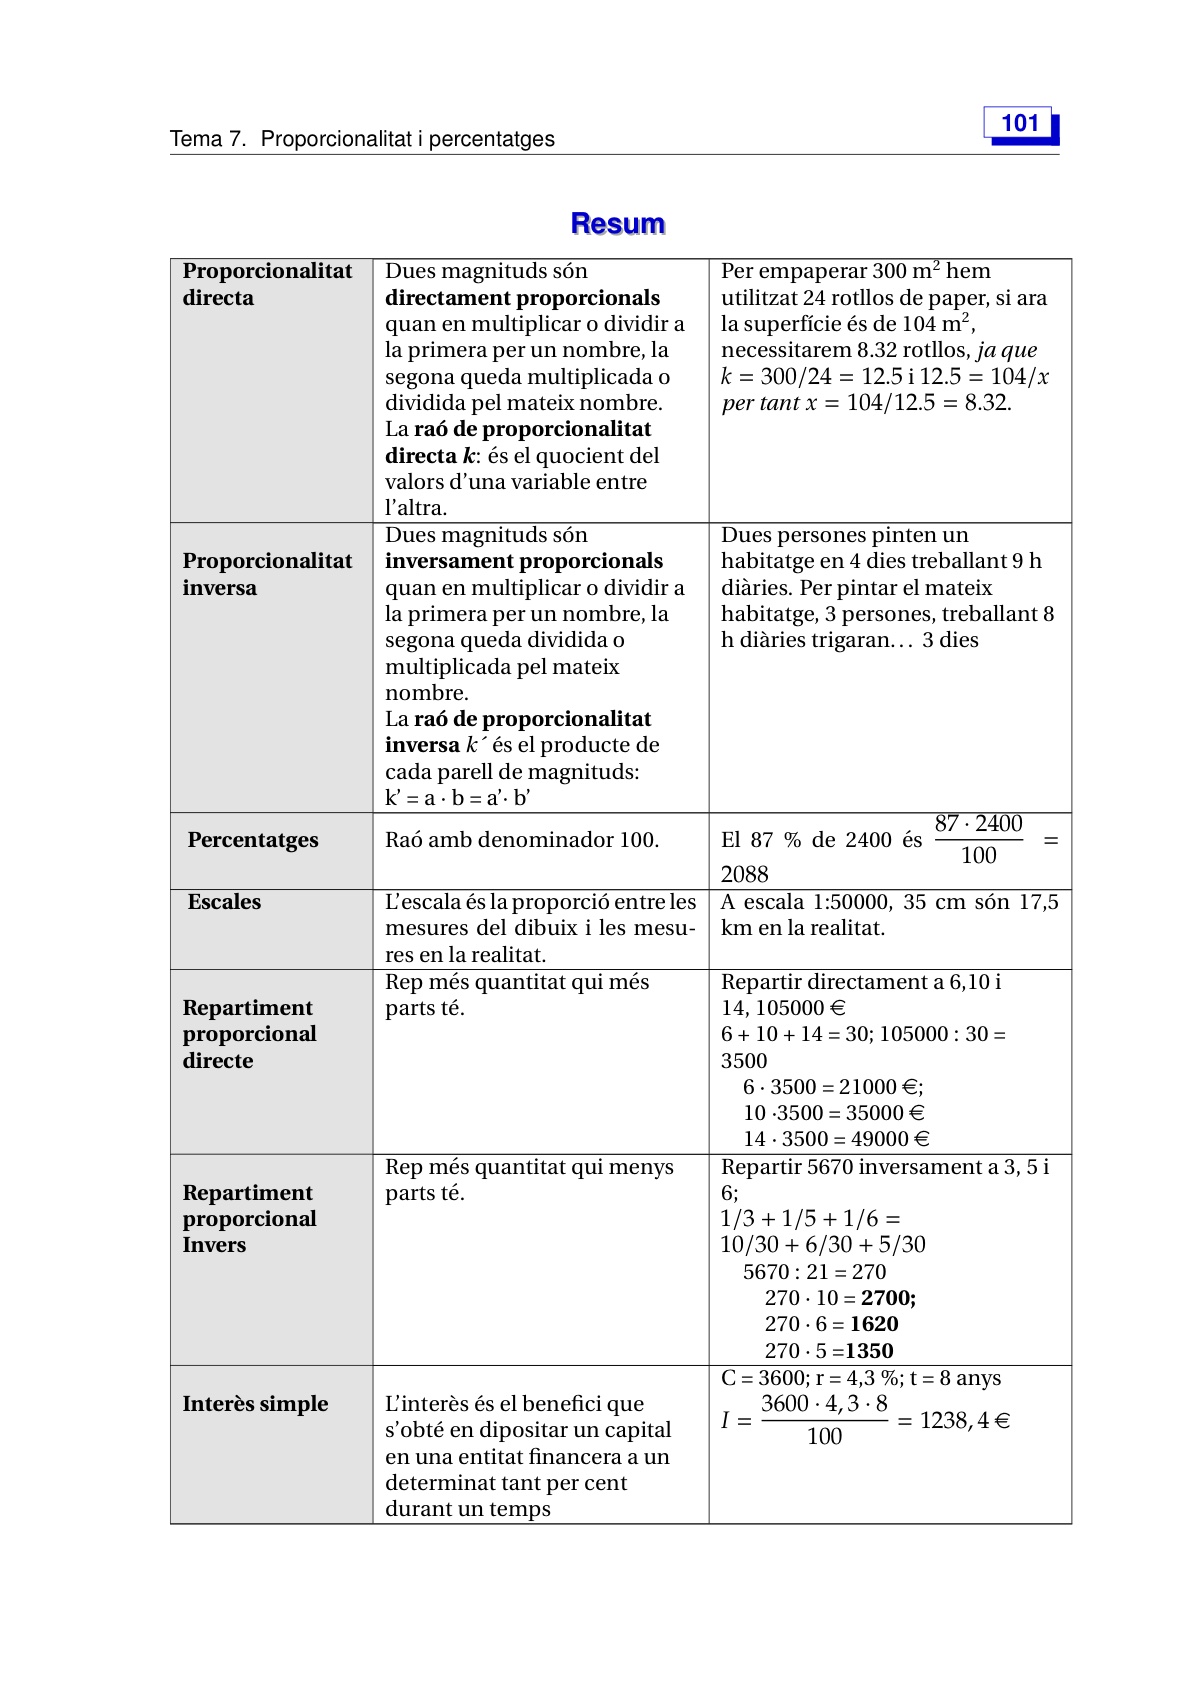 Tema 7. Proporcionalitat i percentatges
101
Resum
Proporcionalitat
directa
Dues magnituds són
directament proporcionals
quan en multiplicar o dividir a
la primera per un nombre, la
segona queda multiplicada o
dividida pel mateix nombre.
La raó de proporcionalitat
directa k: és el quocient del
valors d’una variable entre
l’altra.
Per empaperar 300 m² hem
utilitzat 24 rotllos de paper, si ara
la superfície és de 104 m²,
necessitarem 8.32 rotllos, ja que
k = 300/24 = 12.5 i 12.5 = 104/x
per tant x = 104/12.5 = 8.32.
Proporcionalitat
inversa
Dues magnituds són
inversament proporcionals
quan en multiplicar o dividir a
la primera per un nombre, la
segona queda dividida o
multiplicada pel mateix
nombre.
La raó de proporcionalitat
inversa k´ és el producte de
cada parell de magnituds:
k’ = a · b = a’· b’
Dues persones pinten un
habitatge en 4 dies treballant 9 h
diàries. Per pintar el mateix
habitatge, 3 persones, treballant 8
h diàries trigaran… 3 dies
Percentatges
Raó amb denominador 100.
El 87 % de 2400 és 87 · 2400 / 100 =
2088
Escales
L’escala és la proporció entre les
mesures del dibuix i les mesu-
res en la realitat.
A escala 1:50000, 35 cm són 17,5
km en la realitat.
Repartiment
proporcional
directe
Rep més quantitat qui més
parts té.
Repartir directament a 6,10 i
14, 105000 €
6 + 10 + 14 = 30; 105000 : 30 =
3500
6 · 3500 = 21000 €;
10 ·3500 = 35000 €
14 · 3500 = 49000 €
Repartiment
proporcional
Invers
Rep més quantitat qui menys
parts té.
Repartir 5670 inversament a 3, 5 i
6;
1/3 + 1/5 + 1/6 =
10/30 + 6/30 + 5/30
5670 : 21 = 270
270 · 10 = 2700;
270 · 6 = 1620
270 · 5 =1350
Interès simple
L’interès és el benefici que
s’obté en dipositar un capital
en una entitat financera a un
determinat tant per cent
durant un temps
C = 3600; r = 4,3 %; t = 8 anys
I = 3600 · 4, 3 · 8 / 100 = 1238, 4 €